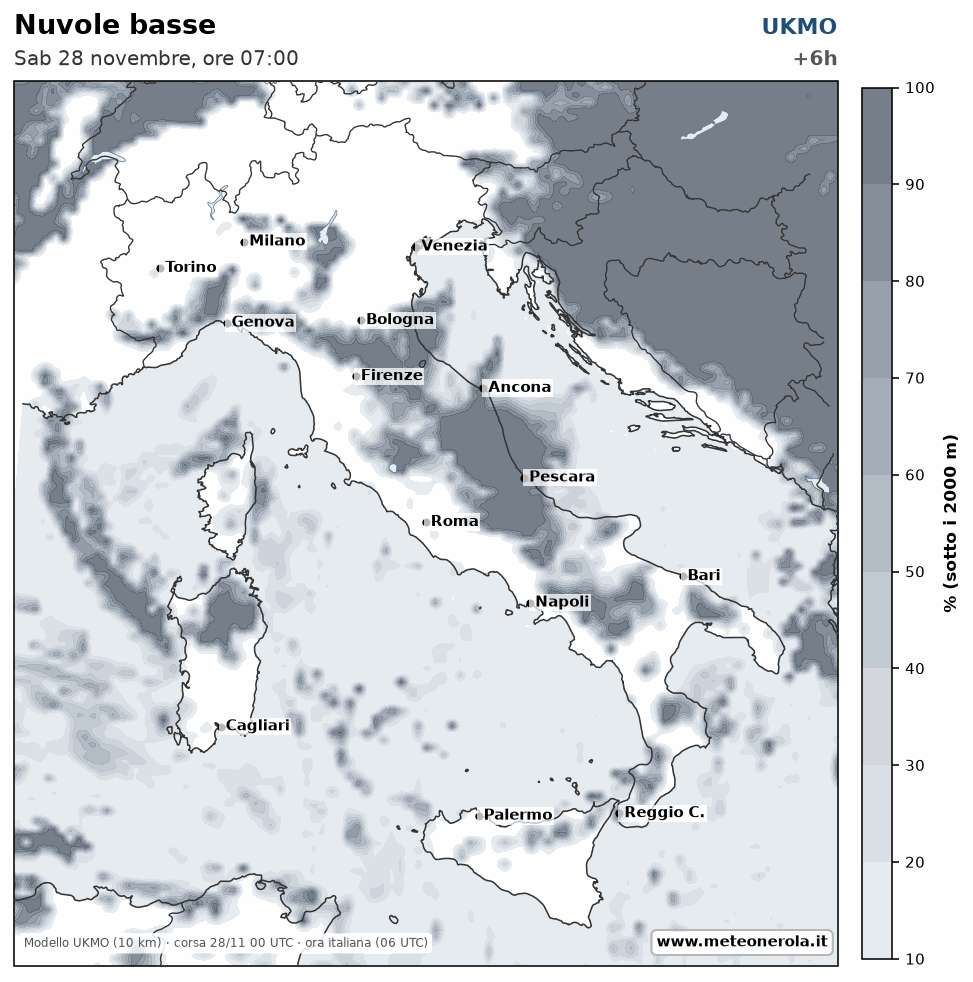 Nuvole basse
UKMO
Sab 28 novembre, ore 07:00
+6h
100
90
80
70
60
50
40
30
20
10
% (sotto i 2000 m)
Milano
Venezia
Torino
Genova
Bologna
Firenze
Ancona
Pescara
Roma
Bari
Napoli
Cagliari
Palermo
Reggio C.
Modello UKMO (10 km) · corsa 28/11 00 UTC · ora italiana (06 UTC)
www.meteonerola.it